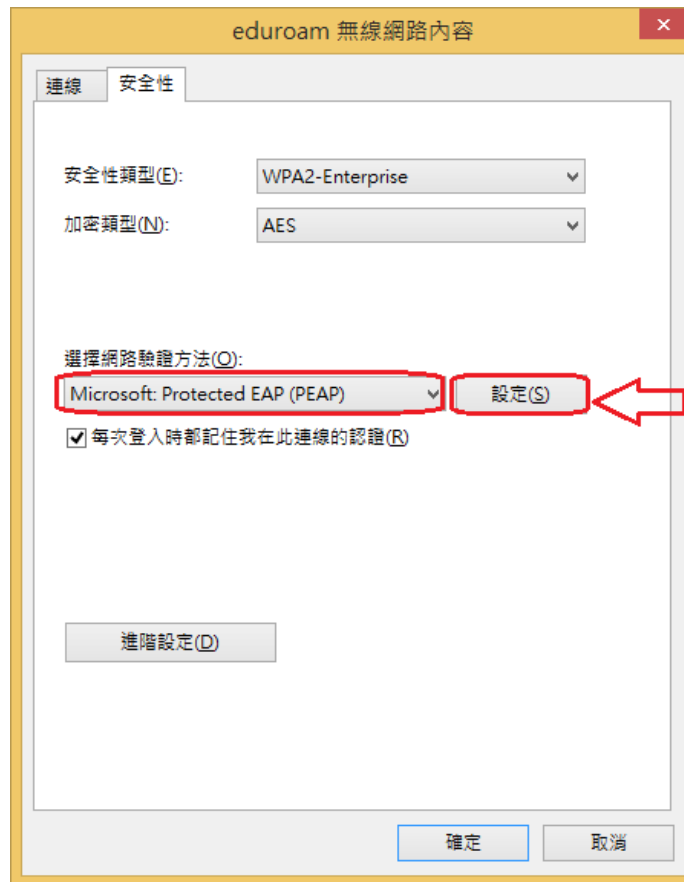 eduroam 無線網路內容
連線 安全性
安全性類型(E): WPA2-Enterprise
加密類型(N): AES
選擇網路驗證方法(O):
Microsoft: Protected EAP (PEAP) 設定(S)
每次登入時都記住我在此連線的認證(R)
進階設定(D)
確定 取消